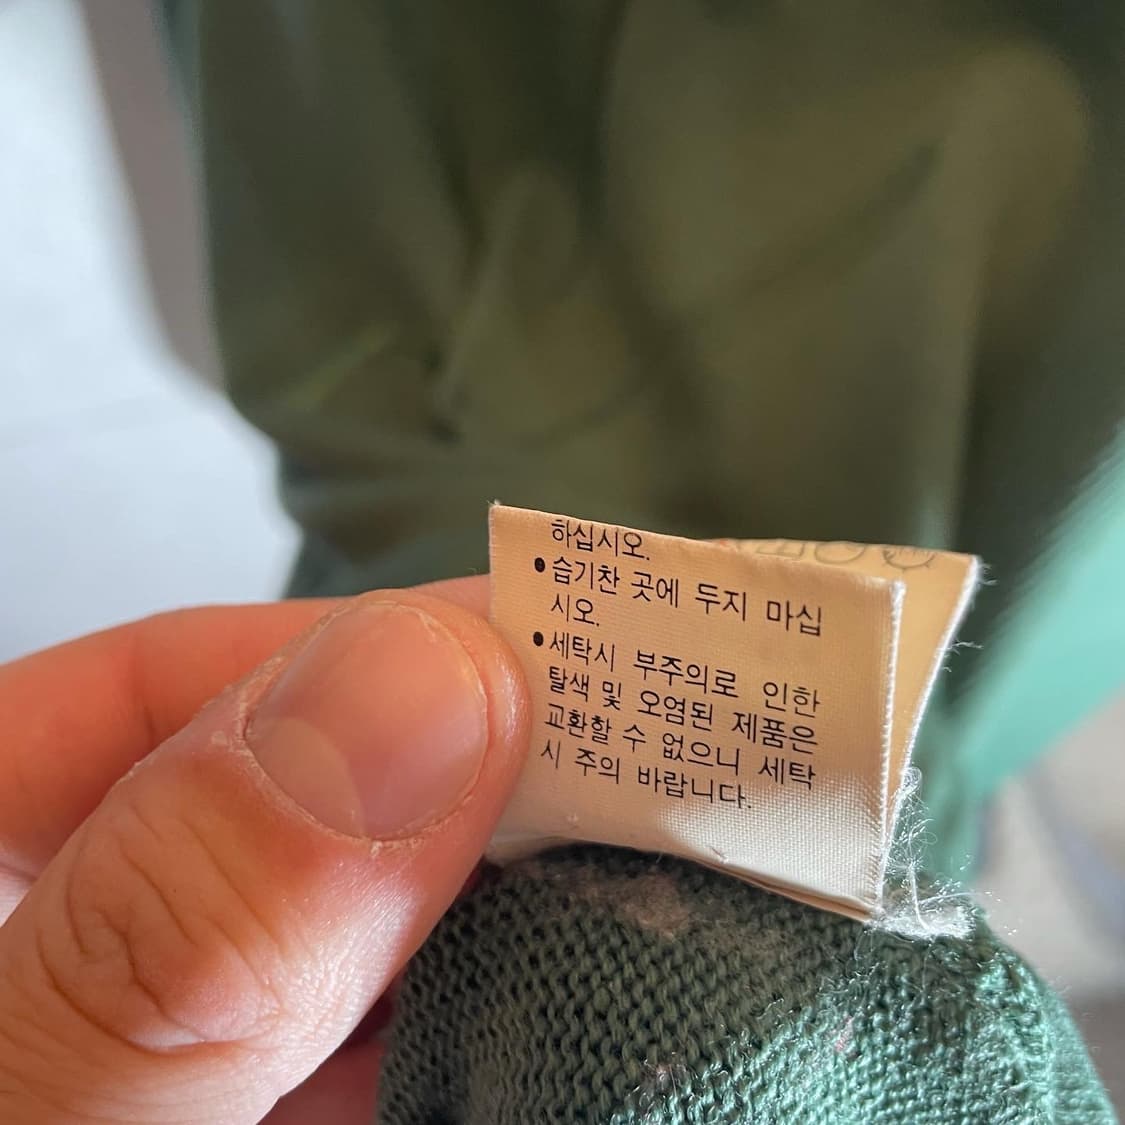 하십시오.
●습기찬 곳에 두지 마십
시오.
●세탁시 부주의로 인한
탈색 및 오염된 제품은
교환할 수 없으니 세탁
시 주의 바랍니다.